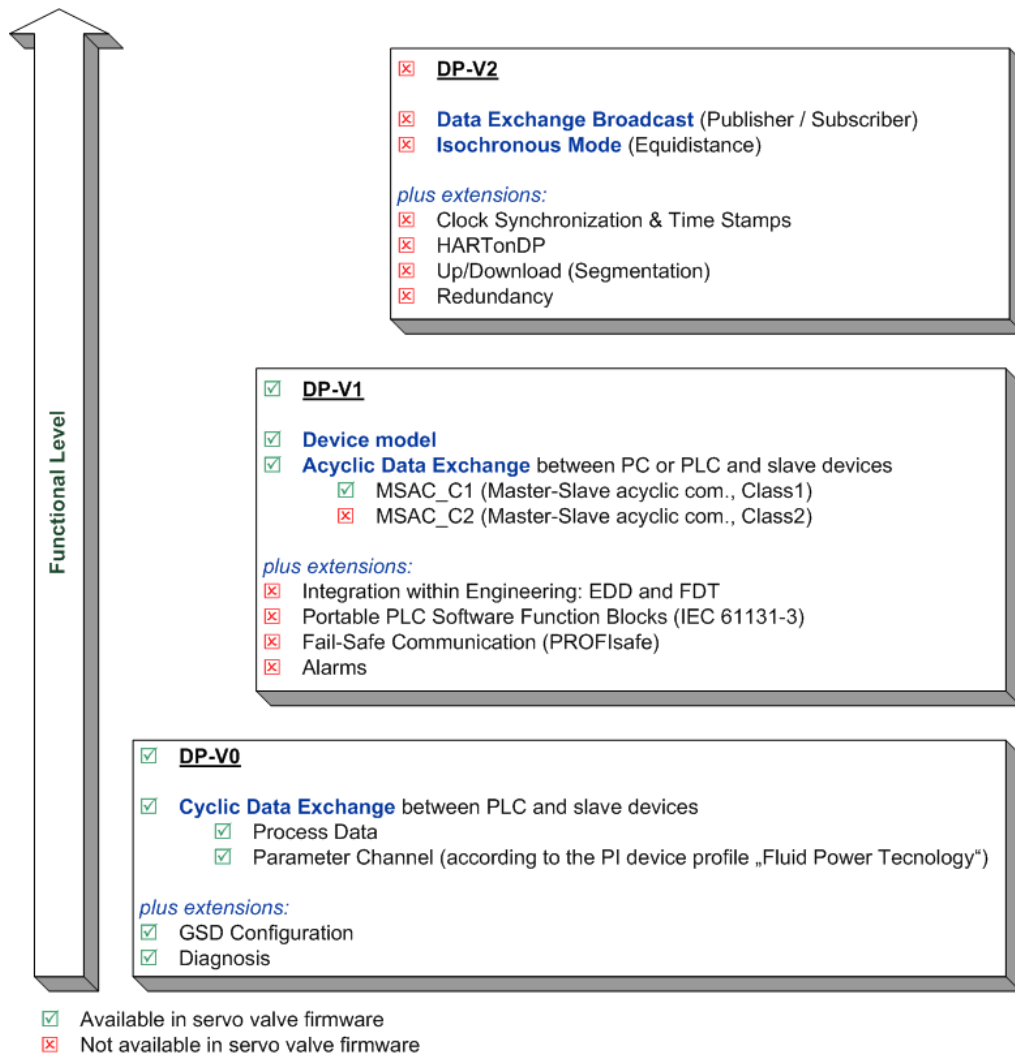 DP-V2
Data Exchange Broadcast (Publisher / Subscriber)
Isochronous Mode (Equidistance)
plus extensions:
Clock Synchronization & Time Stamps
HARTonDP
Up/Download (Segmentation)
Redundancy
Functional Level
DP-V1
Device model
Acyclic Data Exchange between PC or PLC and slave devices
MSAC_C1 (Master-Slave acyclic com., Class1)
MSAC_C2 (Master-Slave acyclic com., Class2)
plus extensions:
Integration within Engineering: EDD and FDT
Portable PLC Software Function Blocks (IEC 61131-3)
Fail-Safe Communication (PROFIsafe)
Alarms
DP-V0
Cyclic Data Exchange between PLC and slave devices
Process Data
Parameter Channel (according to the PI device profile „Fluid Power Tecnology“)
plus extensions:
GSD Configuration
Diagnosis
Available in servo valve firmware
Not available in servo valve firmware